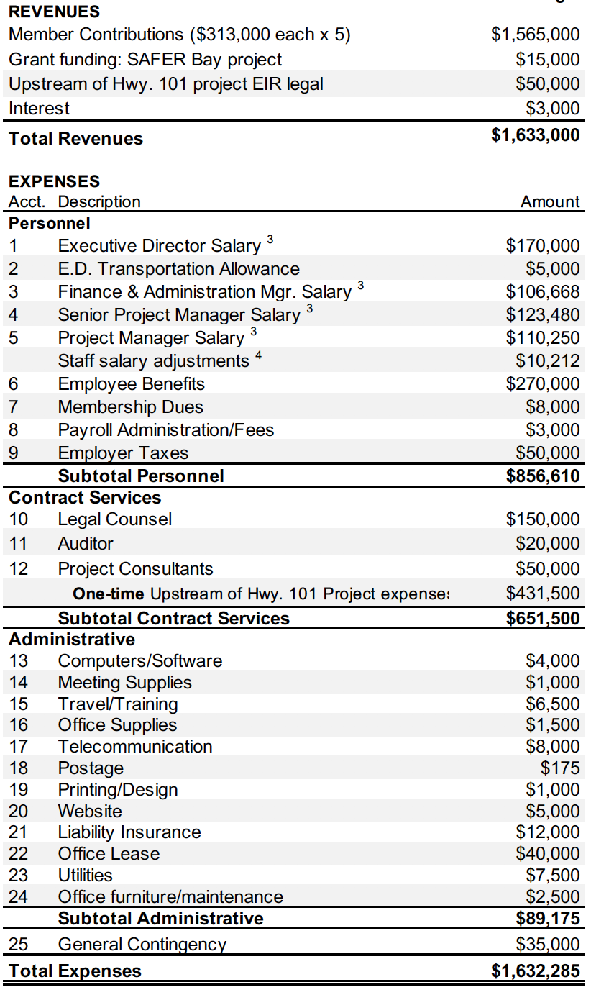 REVENUES
Member Contributions ($313,000 each x 5) $1,565,000
Grant funding: SAFER Bay project $15,000
Upstream of Hwy. 101 project EIR legal $50,000
Interest $3,000
Total Revenues $1,633,000
EXPENSES
Acct. Description Amount
Personnel
1 Executive Director Salary 3 $170,000
2 E.D. Transportation Allowance $5,000
3 Finance & Administration Mgr. Salary 3 $106,668
4 Senior Project Manager Salary 3 $123,480
5 Project Manager Salary 3 $110,250
Staff salary adjustments 4 $10,212
6 Employee Benefits $270,000
7 Membership Dues $8,000
8 Payroll Administration/Fees $3,000
9 Employer Taxes $50,000
Subtotal Personnel $856,610
Contract Services
10 Legal Counsel $150,000
11 Auditor $20,000
12 Project Consultants $50,000
One-time Upstream of Hwy. 101 Project expenses $431,500
Subtotal Contract Services $651,500
Administrative
13 Computers/Software $4,000
14 Meeting Supplies $1,000
15 Travel/Training $6,500
16 Office Supplies $1,500
17 Telecommunication $8,000
18 Postage $175
19 Printing/Design $1,000
20 Website $5,000
21 Liability Insurance $12,000
22 Office Lease $40,000
23 Utilities $7,500
24 Office furniture/maintenance $2,500
Subtotal Administrative $89,175
25 General Contingency $35,000
Total Expenses $1,632,285